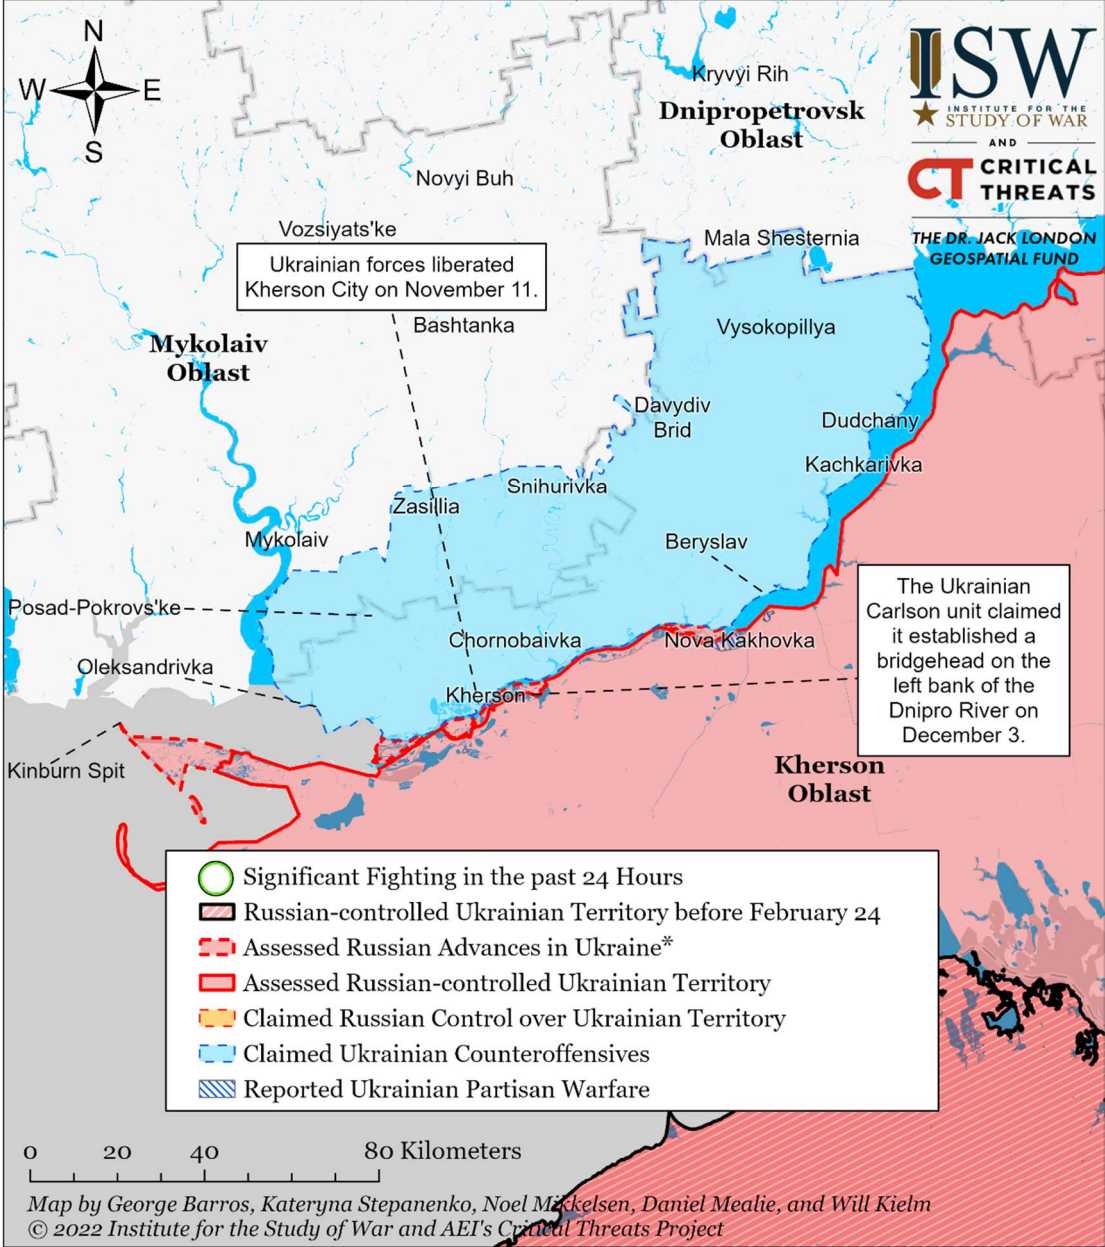 N
W E
S
ISW
INSTITUTE FOR THE
STUDY OF WAR
AND
CT CRITICAL
THREATS
THE DR. JACK LONDON
GEOSPATIAL FUND
Kryvyi Rih
Dnipropetrovsk
Oblast
Novyi Buh
Vozsiyats'ke
Mala Shesternia
Ukrainian forces liberated
Kherson City on November 11.
Bashtanka
Vysokopillya
Mykolaiv
Oblast
Davydiv
Brid
Dudchany
Kachkarivka
Snihurivka
Zasillia
Mykolaiv
Beryslav
Posad-Pokrovs'ke
Chornobaivka
Nova Kakhovka
Oleksandrivka
Kherson
The Ukrainian
Carlson unit claimed
it established a
bridgehead on the
left bank of the
Dnipro River on
December 3.
Kinburn Spit
Kherson
Oblast
Significant Fighting in the past 24 Hours
Russian-controlled Ukrainian Territory before February 24
Assessed Russian Advances in Ukraine*
Assessed Russian-controlled Ukrainian Territory
Claimed Russian Control over Ukrainian Territory
Claimed Ukrainian Counteroffensives
Reported Ukrainian Partisan Warfare
0 20 40 80 Kilometers
Map by George Barros, Kateryna Stepanenko, Noel Mikkelsen, Daniel Mealie, and Will Kielm
© 2022 Institute for the Study of War and AEI's Critical Threats Project